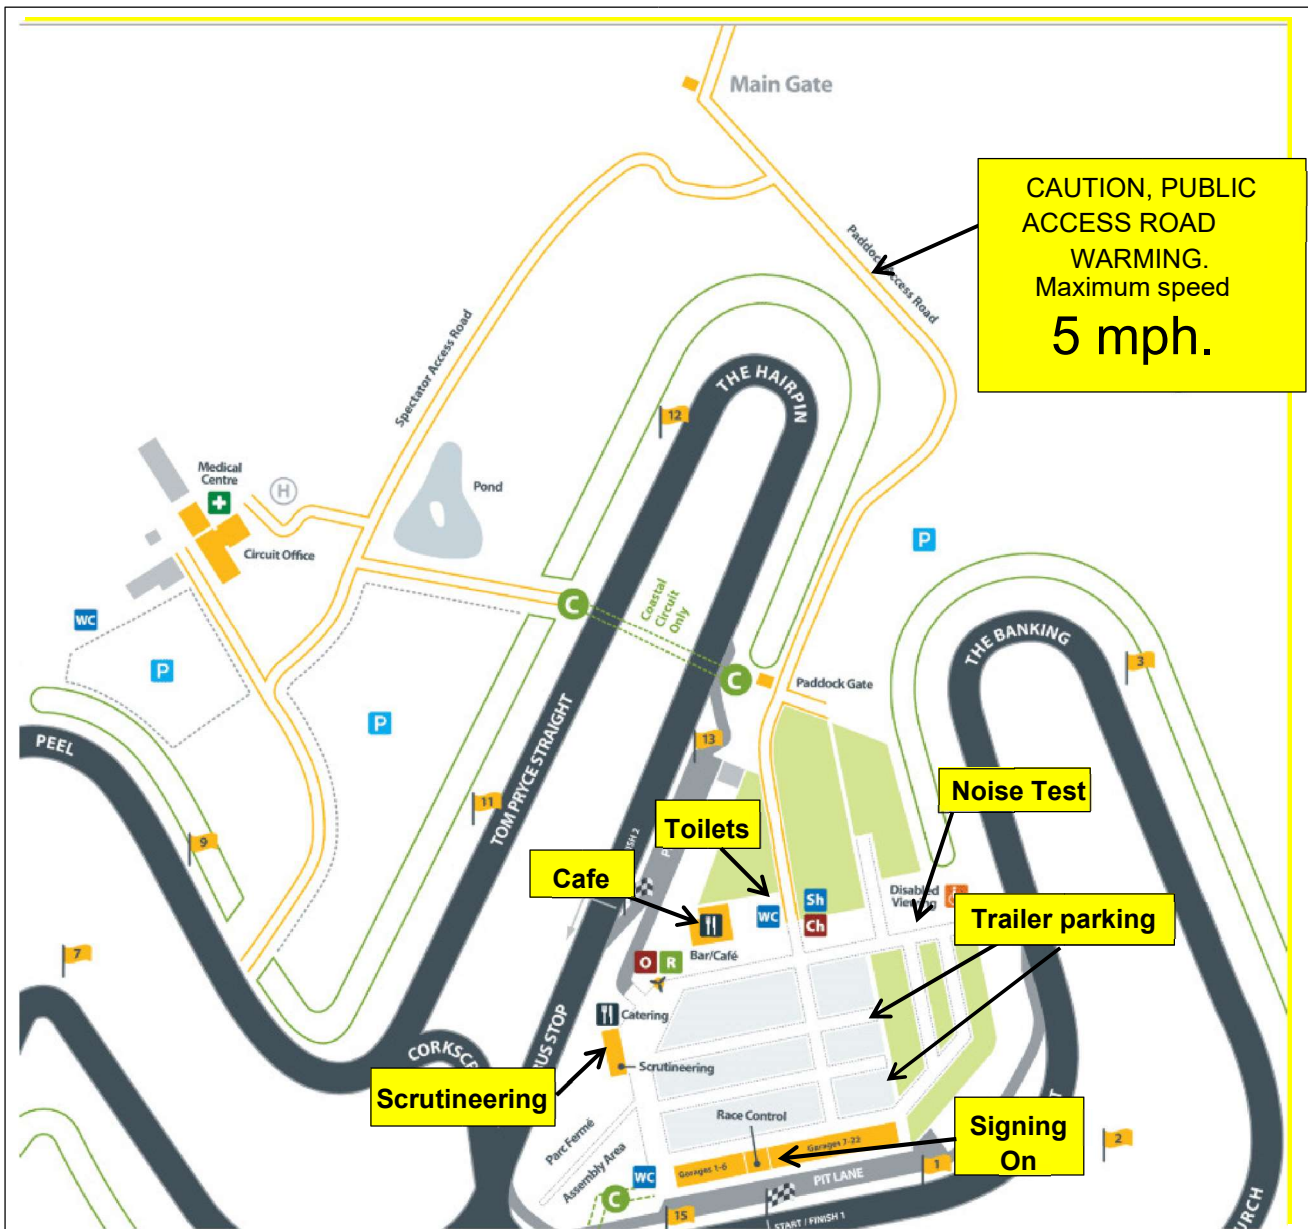 Main Gate
CAUTION, PUBLIC
ACCESS ROAD
WARMING.
Maximum speed
5 mph.
Paddock Access Road
Spectator Access Road
THE HAIRPIN
12
Medical
Centre
H
Pond
Circuit Office
P
WC
C
Coastal
Circuit
Only
THE BANKING
3
P
C
Paddock Gate
P
PEEL
TOM PRYCE STRAIGHT
13
11
9
Noise Test
Toilets
Cafe
Disabled
Viewing
Sh
WC
Ch
Trailer parking
7
Bar/Café
O R
Catering
CORKSC
RUS STOP
Scrutineering
Scrutineering
Race Control
Parc Fermé
Assembly Area
Signing
On
Garages 7-22
Garages 1-6
2
1
WC
PIT LANE
C
15
START / FINISH 1
URCH